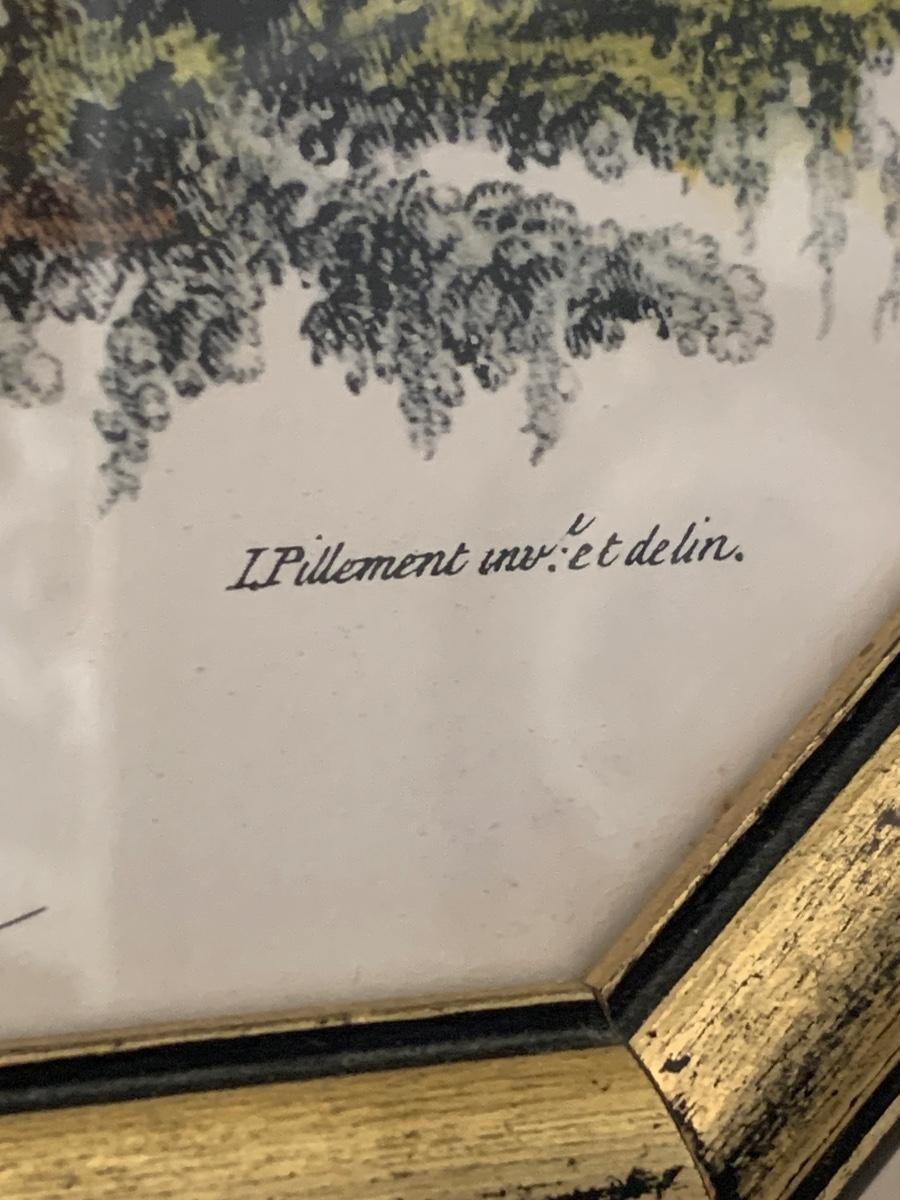 I.Pillement inv.t et delin.